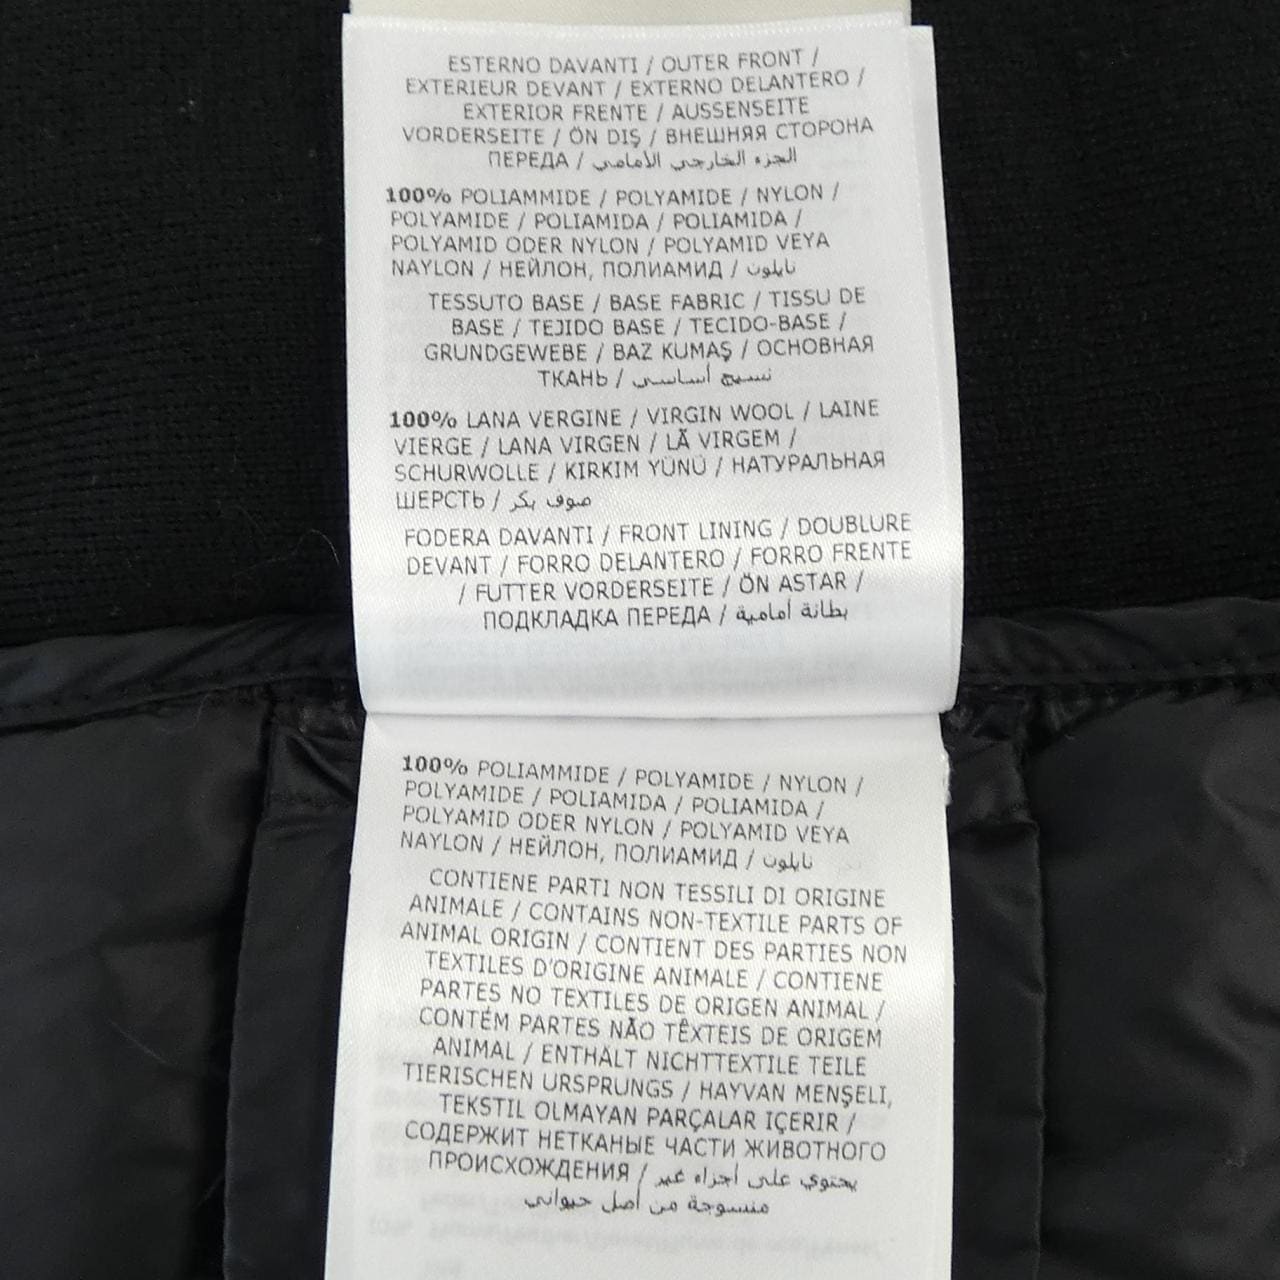 ESTERNO DAVANTI / OUTER FRONT /
EXTERIEUR DEVANT / EXTERNO DELANTERO /
EXTERIOR FRENTE / AUSSENSEITE
VORDERSEITE / ÖN DIŞ / ВНЕШНЯЯ СТОРОНА
ПЕРЕДА / الجزء الخارجي الأمامي
100% POLIAMMIDE / POLYAMIDE / NYLON /
POLYAMIDE / POLIAMIDA / POLIAMIDA /
POLYAMID ODER NYLON / POLYAMID VEYA
NAYLON / НЕЙЛОН, ПОЛИАМИД / نايلون
TESSUTO BASE / BASE FABRIC / TISSU DE
BASE / TEJIDO BASE / TECIDO-BASE /
GRUNDGEWEBE / BAZ KUMAŞ / ОСНОВНАЯ
ТКАНЬ / نسيج أساسي
100% LANA VERGINE / VIRGIN WOOL / LAINE
VIERGE / LANA VIRGEN / LÃ VIRGEM /
SCHURWOLLE / KIRKIM YÜNÜ / НАТУРАЛЬНАЯ
ШЕРСТЬ / صوف بكر
FODERA DAVANTI / FRONT LINING / DOUBLURE
DEVANT / FORRO DELANTERO / FORRO FRENTE
/ FUTTER VORDERSEITE / ÖN ASTAR /
ПОДКЛАДКА ПЕРЕДА / بطانة أمامية
100% POLIAMMIDE / POLYAMIDE / NYLON /
POLYAMIDE / POLIAMIDA / POLIAMIDA /
POLYAMID ODER NYLON / POLYAMID VEYA
NAYLON / НЕЙЛОН, ПОЛИАМИД / نايلون
CONTIENE PARTI NON TESSILI DI ORIGINE
ANIMALE / CONTAINS NON-TEXTILE PARTS OF
ANIMAL ORIGIN / CONTIENT DES PARTIES NON
TEXTILES D'ORIGINE ANIMALE / CONTIENE
PARTES NO TEXTILES DE ORIGEN ANIMAL /
CONTÉM PARTES NÃO TÊXTEIS DE ORIGEM
ANIMAL / ENTHÄLT NICHTTEXTILE TEILE
TIERISCHEN URSPRUNGS / HAYVAN MENŞELI,
TEKSTIL OLMAYAN PARÇALAR IÇERIR /
СОДЕРЖИТ НЕТКАНЫЕ ЧАСТИ ЖИВОТНОГО
ПРОИСХОЖДЕНИЯ / يحتوي على أجزاء غير
منسوجة من أصل حيواني